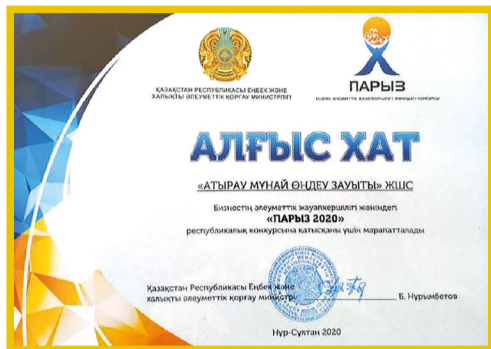 ҚАЗАҚСТАН РЕСПУБЛИКАСЫ ЕҢБЕК ЖӘНЕ
ХАЛЫҚТЫ ӘЛЕУМЕТТІК ҚОРҒАУ МИНИСТРЛІГІ
ПАРЫЗ
АЛҒЫС ХАТ
«АТЫРАУ МҰНАЙ ӨҢДЕУ ЗАУЫТЫ» ЖШС
Бизностің әлеуметтік жауапкершілігі жөніндегі
«ПАРЫЗ 2020»
республикалық конкурсына қатысқаны үшін марапатталады
Қазақстан Республикасы Еңбек және
халықты әлеуметтік қорғау министрі
Б. Нұрымбетов
Нұр-Сұлтан 2020